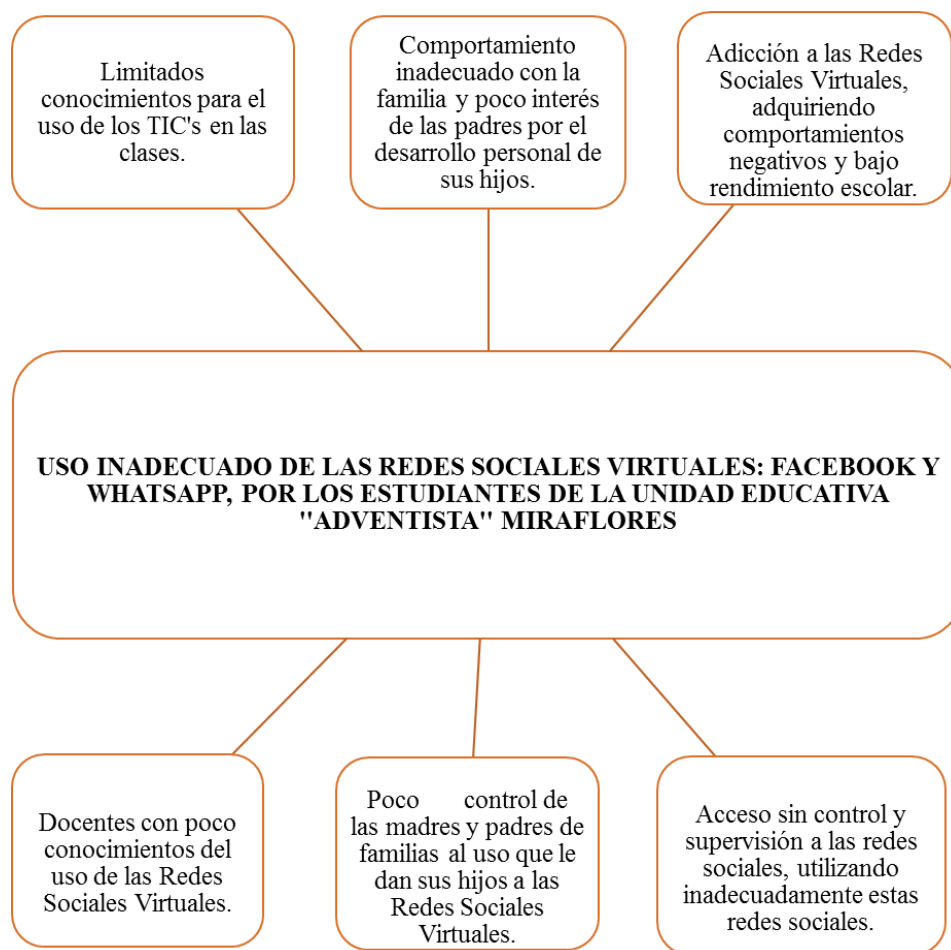 Limitados
conocimientos para el
uso de los TIC's en las
clases.
Comportamiento
inadecuado con la
familia y poco interés
de las padres por el
desarrollo personal de
sus hijos.
Adicción a las Redes
Sociales Virtuales,
adquiriendo
comportamientos
negativos y bajo
rendimiento escolar.
USO INADECUADO DE LAS REDES SOCIALES VIRTUALES: FACEBOOK Y
WHATSAPP, POR LOS ESTUDIANTES DE LA UNIDAD EDUCATIVA
"ADVENTISTA" MIRAFLORES
Docentes con poco
conocimientos del
uso de las Redes
Sociales Virtuales.
Poco control de
las madres y padres de
familias al uso que le
dan sus hijos a las
Redes Sociales
Virtuales.
Acceso sin control y
supervisión a las redes
sociales, utilizando
inadecuadamente estas
redes sociales.